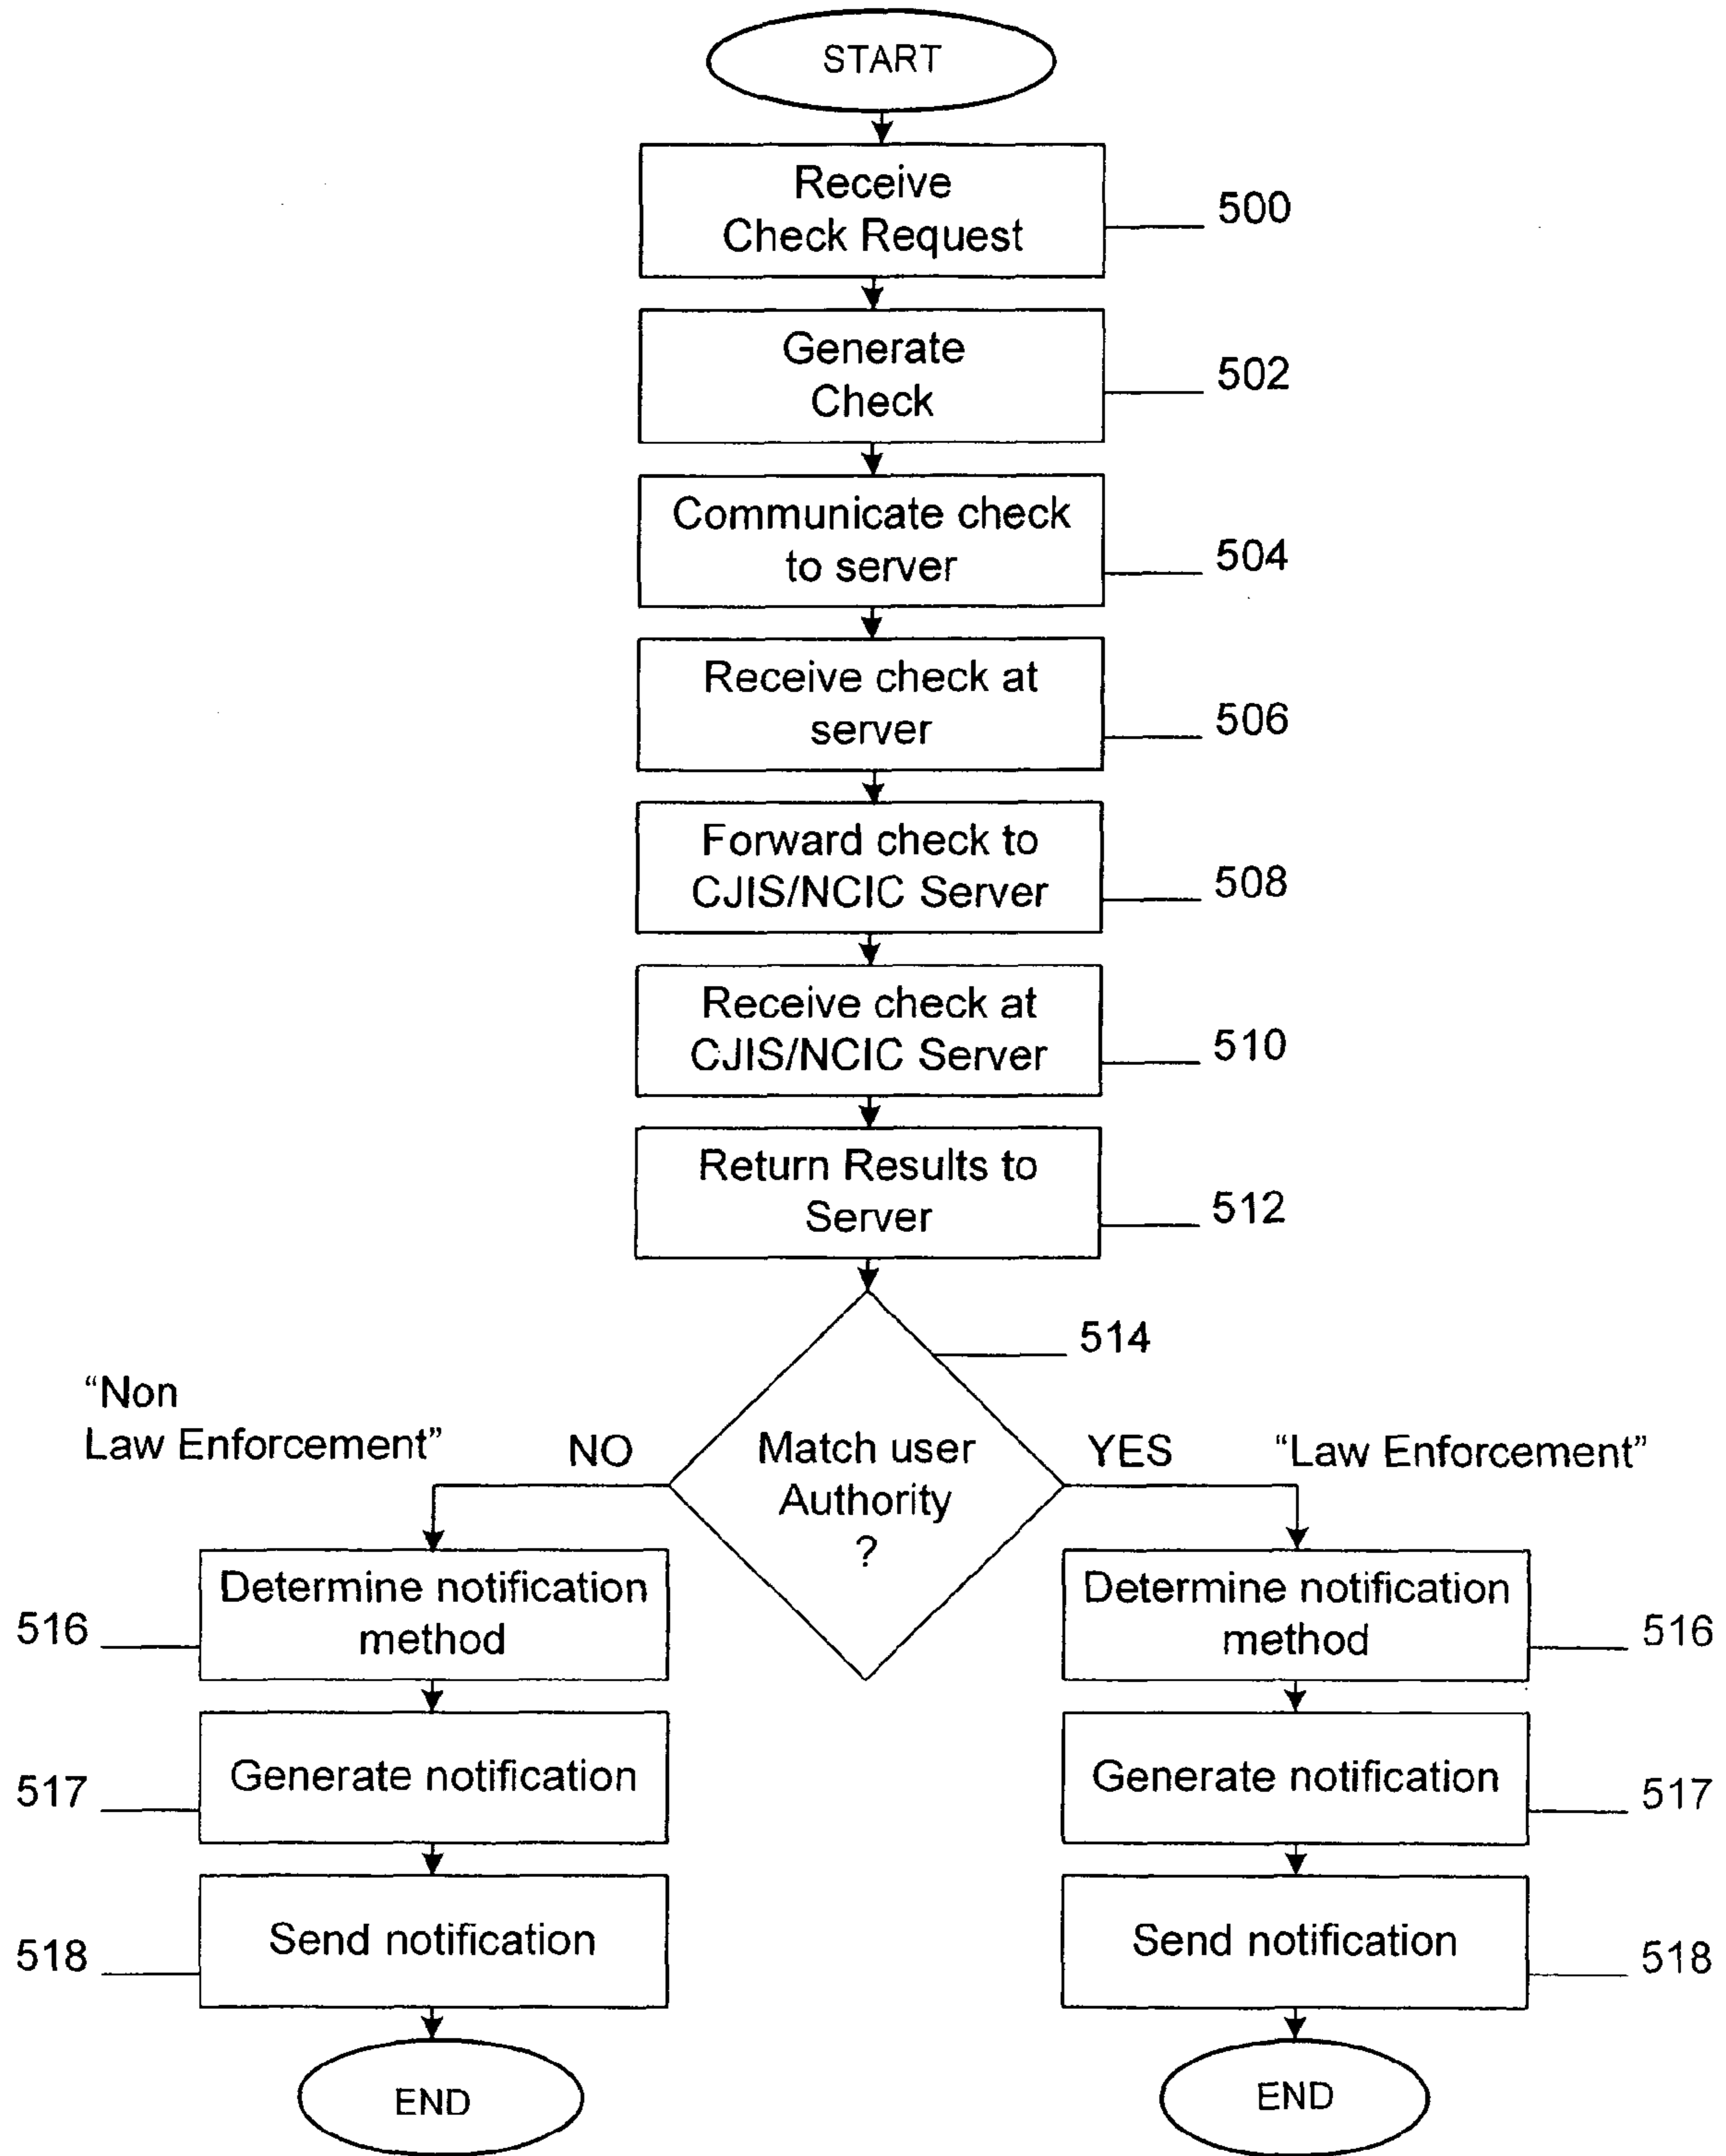 START
Receive
Check Request
500
Generate
Check
502
Communicate check
to server
504
Receive check at
server
506
Forward check to
CJIS/NCIC Server
508
Receive check at
CJIS/NCIC Server
510
Return Results to
Server
512
514
Match user
Authority
?
"Non
Law Enforcement"
NO
YES
"Law Enforcement"
Determine notification
method
516
Generate notification
517
Send notification
518
END
Determine notification
method
516
Generate notification
517
Send notification
518
END